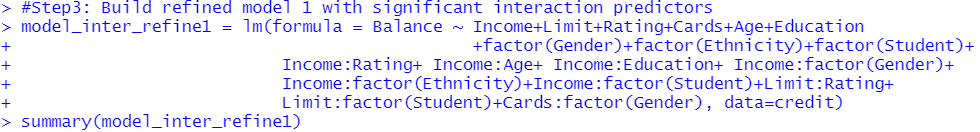 > #Step3: Build refined model 1 with significant interaction predictors
> model_inter_refine1 = lm(formula = Balance ~ Income+Limit+Rating+Cards+Age+Education
+ +factor(Gender)+factor(Ethnicity)+factor(Student)+
+ Income:Rating+ Income:Age+ Income:Education+ Income:factor(Gender)+
+ Income:factor(Ethnicity)+Income:factor(Student)+Limit:Rating+
+ Limit:factor(Student)+Cards:factor(Gender), data=credit)
> summary(model_inter_refine1)